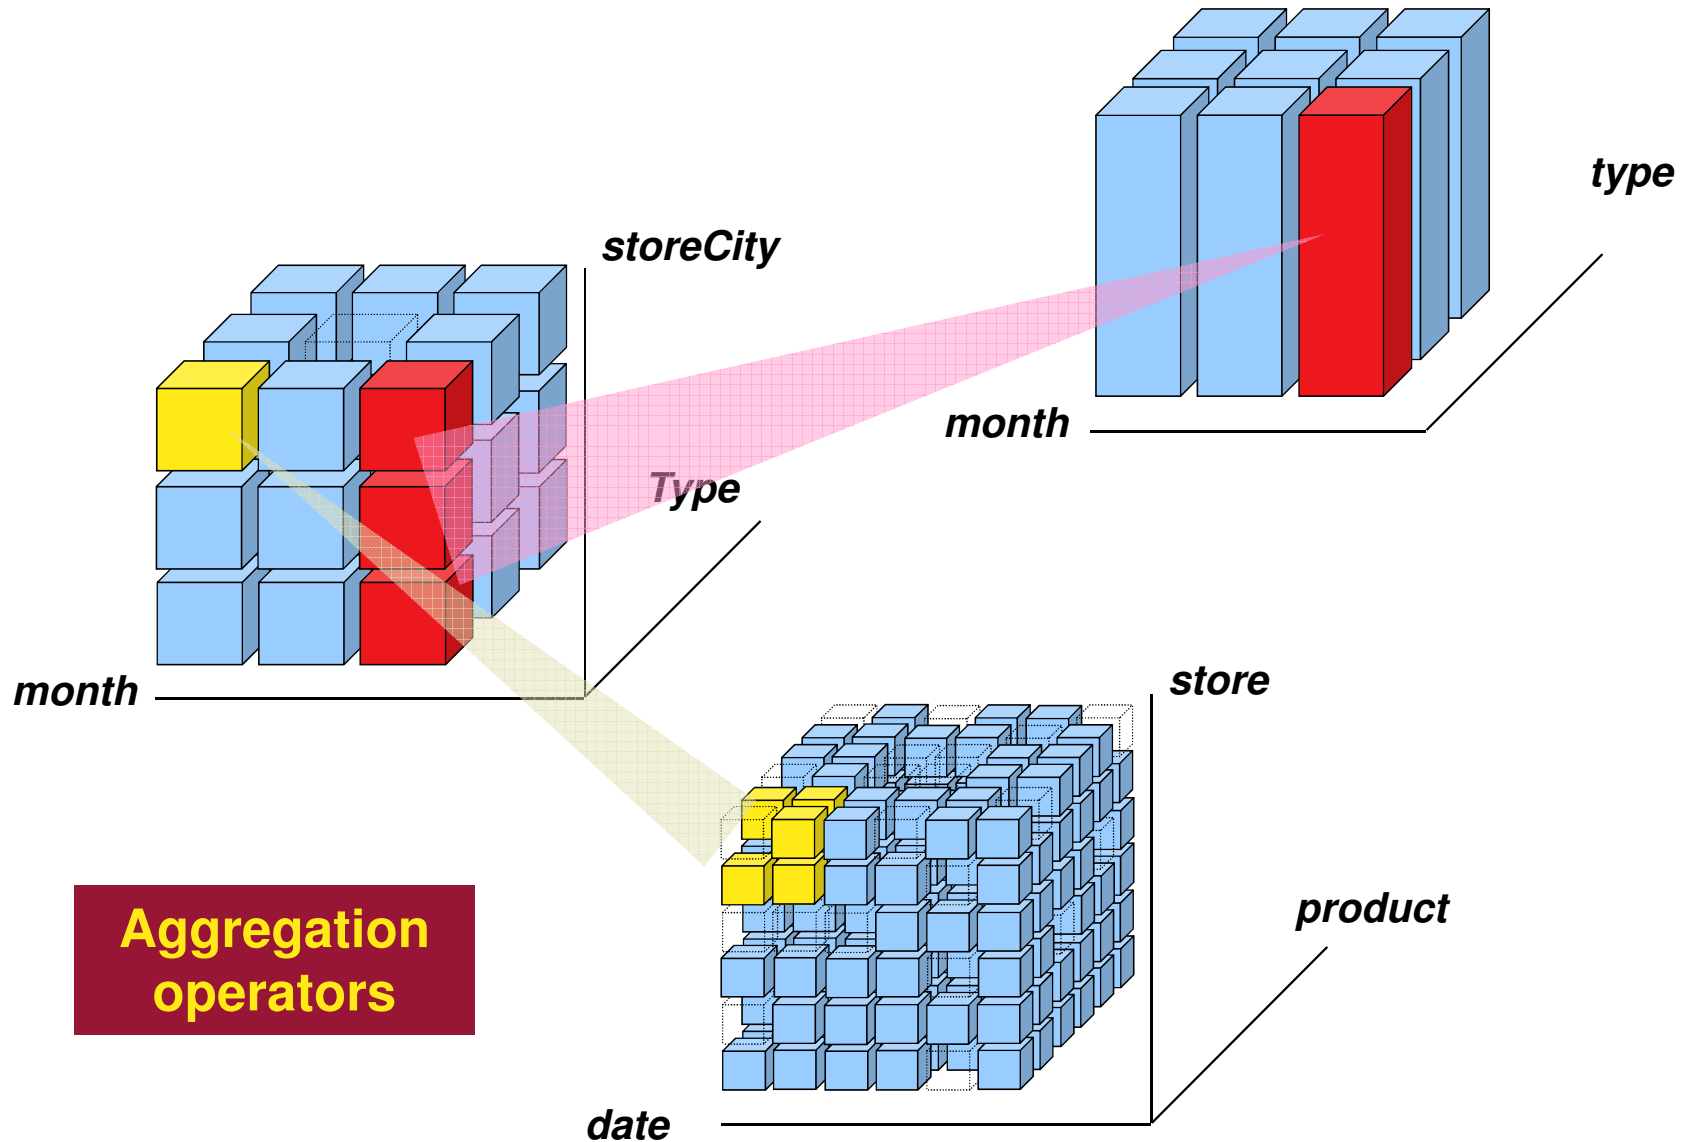 type
storeCity
month
Type
month
store
product
Aggregation
operators
date